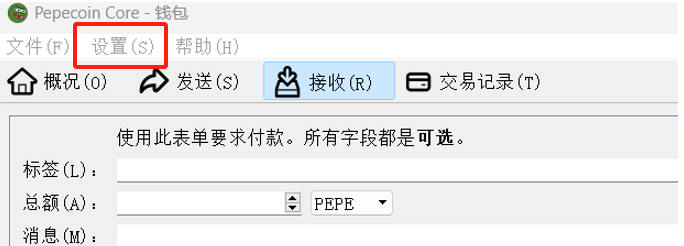 Pepecoin Core - 钱包
文件(F) 设置(S) 帮助(H)
概况(O) 发送(S) 接收(R) 交易记录(T)
使用此表单要求付款。所有字段都是可选。
标签(L)：
总额(A)： PEPE
消息(M)：